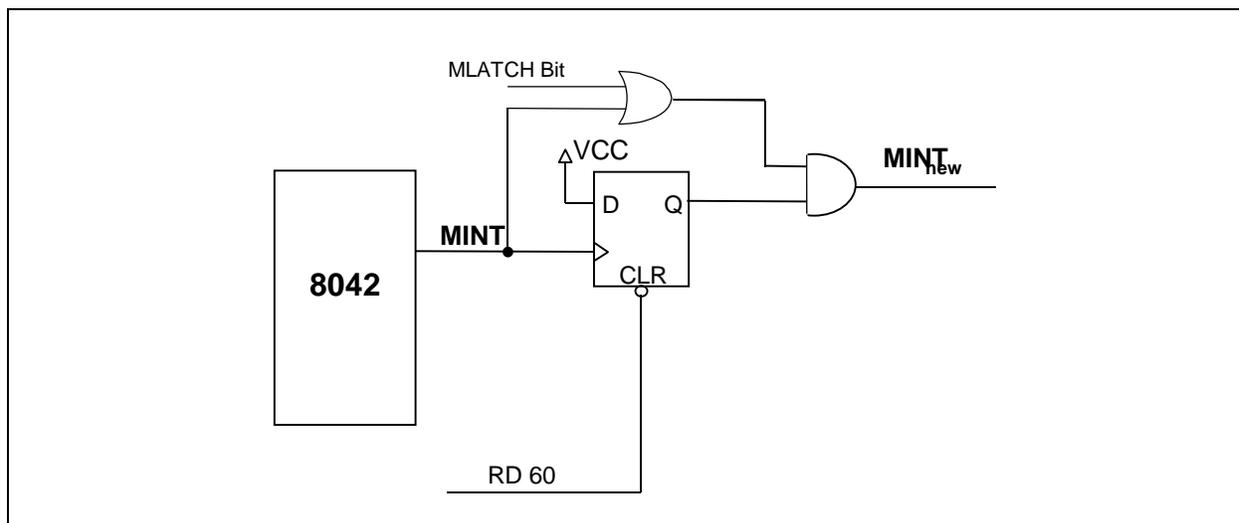 MLATCH Bit
VCC
MINTnew
D
Q
MINT
CLR
8042
RD 60